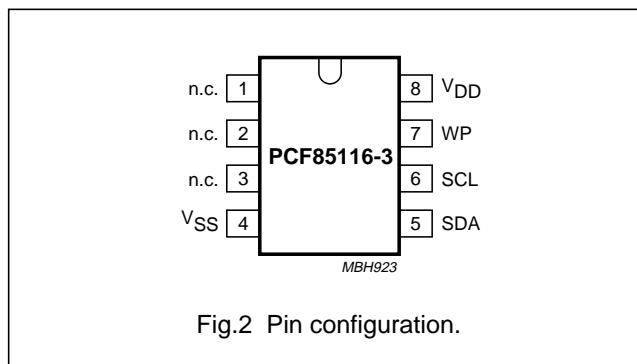 n.c. 1 8 VDD
n.c. 2 7 WP
PCF85116-3
n.c. 3 6 SCL
VSS 4 5 SDA
MBH923
Fig.2 Pin configuration.